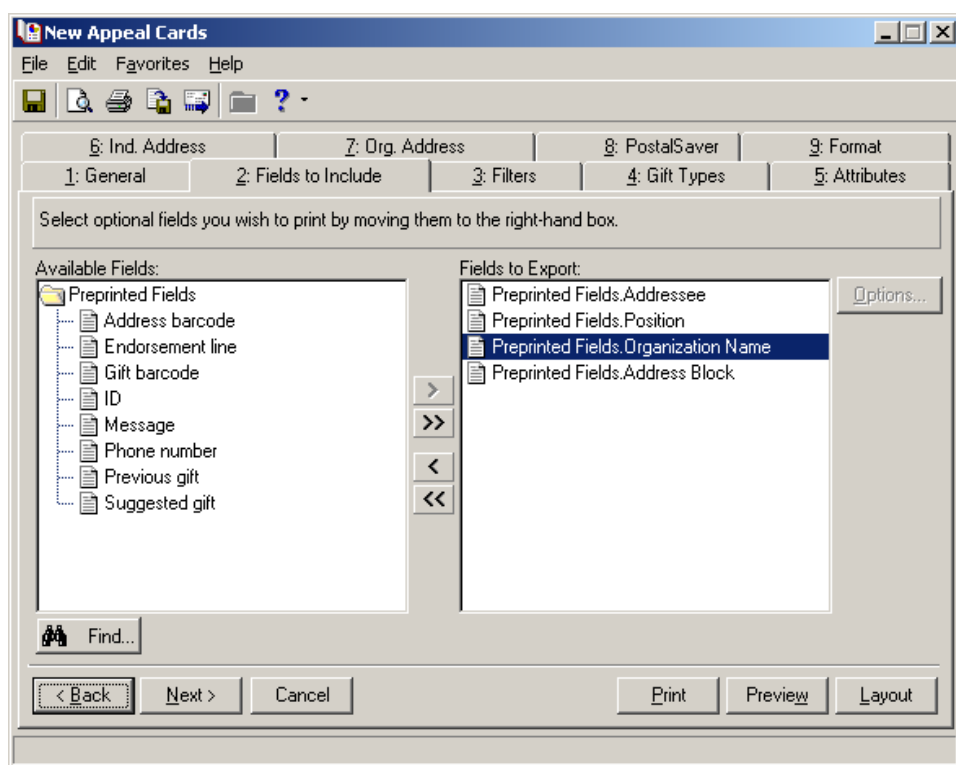 New Appeal Cards
File Edit Favorites Help
?
6: Ind. Address 7: Org. Address 8: PostalSaver 9: Format
1: General 2: Fields to Include 3: Filters 4: Gift Types 5: Attributes
Select optional fields you wish to print by moving them to the right-hand box.
Available Fields: Fields to Export:
Preprinted Fields Preprinted Fields.Addressee Options...
Address barcode Preprinted Fields.Position
Endorsement line Preprinted Fields.Organization Name
Gift barcode Preprinted Fields.Address Block
ID >
Message >>
Phone number
Previous gift <
Suggested gift <<
Find...
< Back Next > Cancel Print Preview Layout